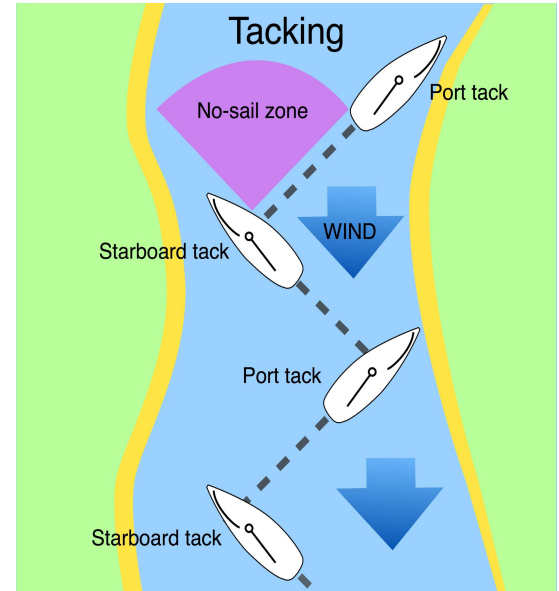 Tacking
Port tack
No-sail zone
WIND
Starboard tack
Port tack
Starboard tack